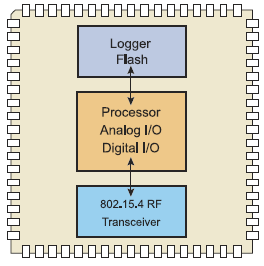 Logger
Flash
Processor
Analog I/O
Digital I/O
802.15.4 RF
Transceiver